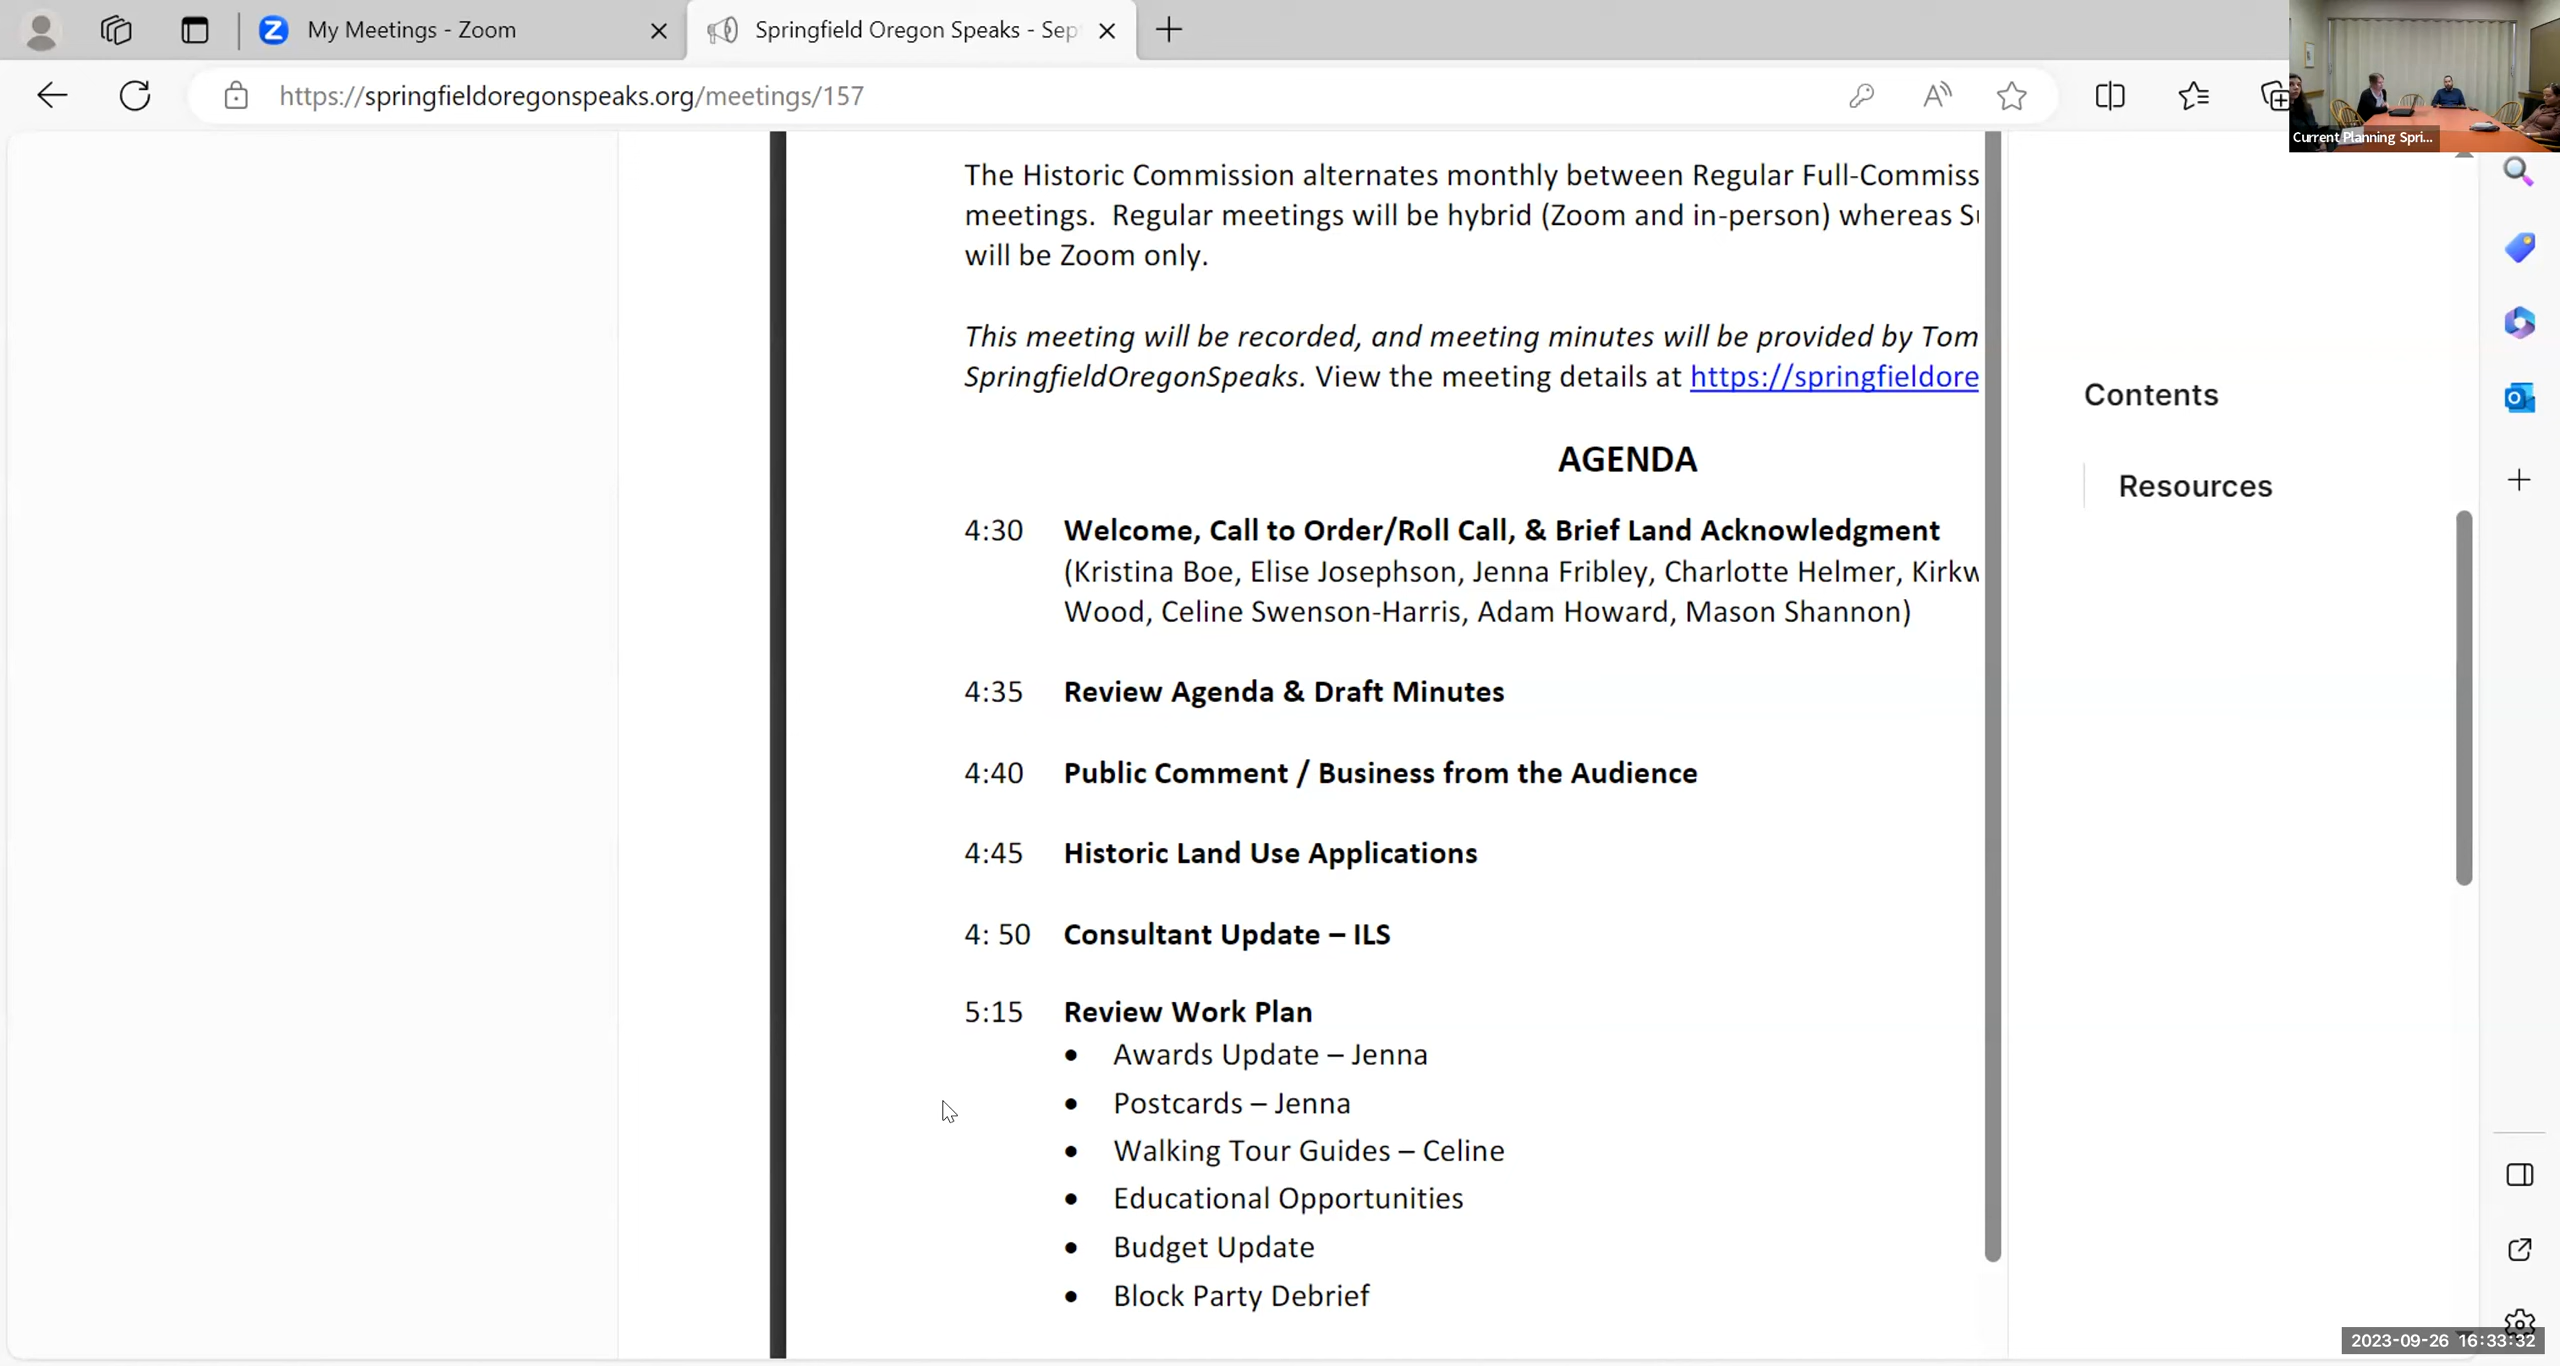 My Meetings - Zoom
Springfield Oregon Speaks - Sep
https://springfieldoregonspeaks.org/meetings/157
Current Planning Spri...
The Historic Commission alternates monthly between Regular Full-Commiss
meetings.  Regular meetings will be hybrid (Zoom and in-person) whereas
will be Zoom only.
This meeting will be recorded, and meeting minutes will be provided by Tom
SpringfieldOregonSpeaks. View the meeting details at https://springfieldore
Contents
Resources
AGENDA
4:30 Welcome, Call to Order/Roll Call, & Brief Land Acknowledgment
(Kristina Boe, Elise Josephson, Jenna Fribley, Charlotte Helmer, Kirkw
Wood, Celine Swenson-Harris, Adam Howard, Mason Shannon)
4:35 Review Agenda & Draft Minutes
4:40 Public Comment / Business from the Audience
4:45 Historic Land Use Applications
4: 50 Consultant Update – ILS
5:15 Review Work Plan
• Awards Update – Jenna
• Postcards – Jenna
• Walking Tour Guides – Celine
• Educational Opportunities
• Budget Update
• Block Party Debrief
2023-09-26 16:33:32